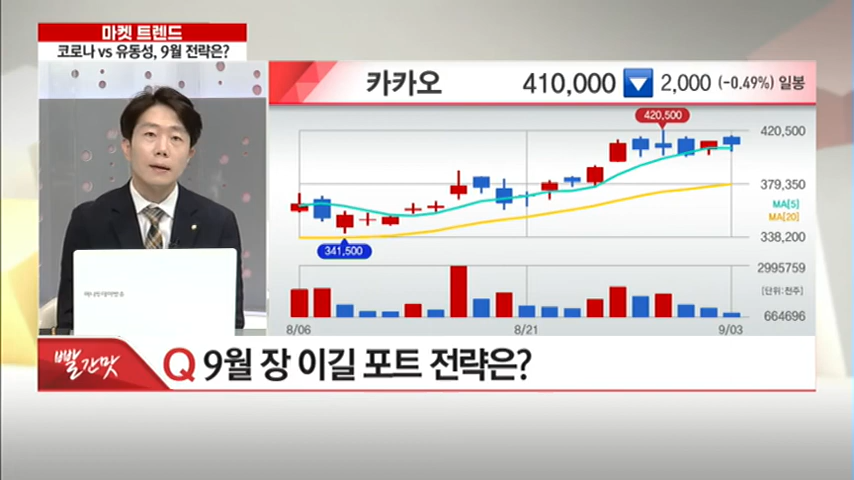 마켓 트렌드
코로나 vs 유동성, 9월 전략은?
카카오 410,000 ▼ 2,000 (-0.49%) 일봉
420,500
420,500
379,350
MA[5]
MA[20]
341,500
338,200
2995759
[단위:천주]
664696
8/06 8/21 9/03
빨간맛 Q 9월 장 이길 포트 전략은?